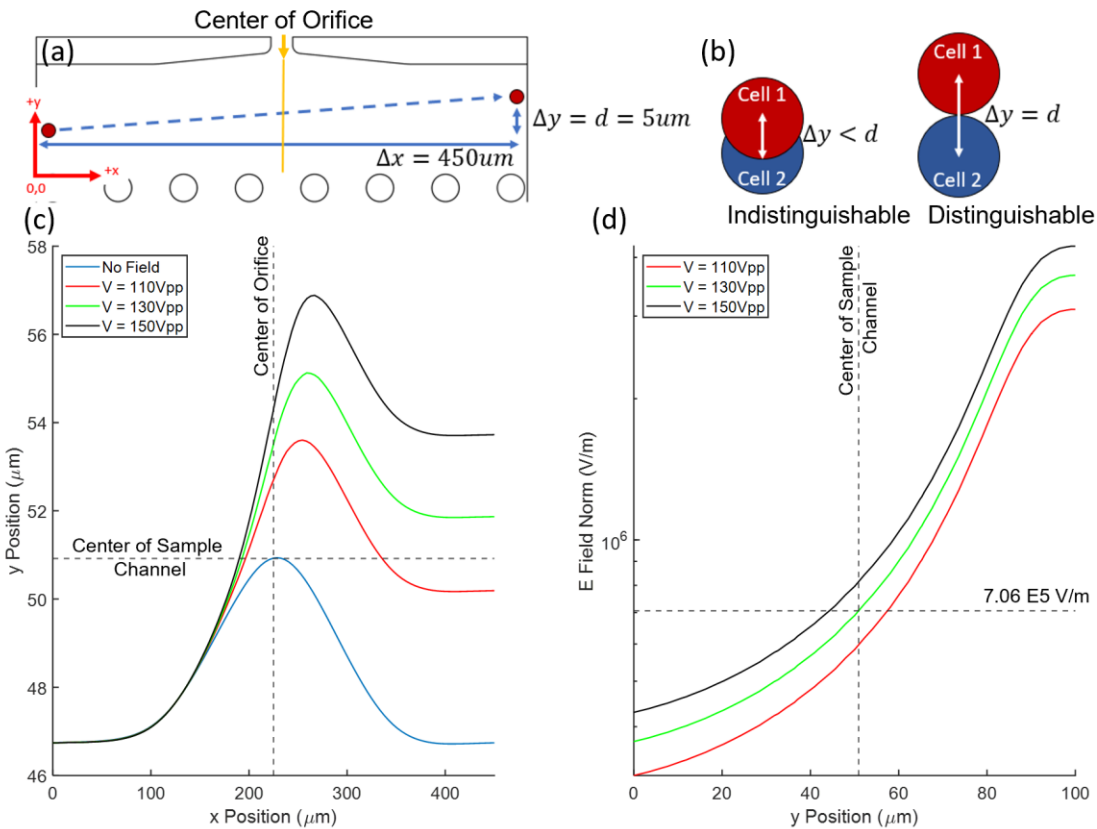 Center of Orifice
(a)
+y
0,0
+x
Δy = d = 5um
Δx = 450um
(b)
Cell 1
Cell 2
Δy < d
Indistinguishable
Cell 1
Cell 2
Δy = d
Distinguishable
(c)
58
56
54
52
50
48
46
y Position (μm)
No Field
V = 110Vpp
V = 130Vpp
V = 150Vpp
Center of Orifice
Center of Sample
Channel
0
100
200
300
400
x Position (μm)
(d)
V = 110Vpp
V = 130Vpp
V = 150Vpp
Center of Sample
Channel
E Field Norm (V/m)
10⁶
7.06 E5 V/m
0
20
40
60
80
100
y Position (μm)